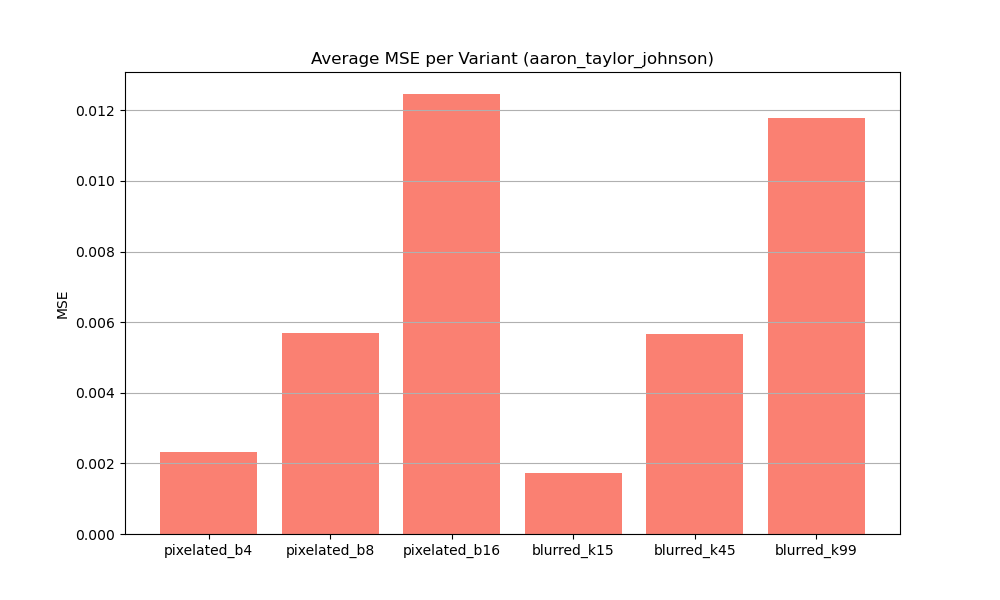 Average MSE per Variant (aaron_taylor_johnson)
MSE
0.012
0.010
0.008
0.006
0.004
0.002
0.000
pixelated_b4 pixelated_b8 pixelated_b16 blurred_k15 blurred_k45 blurred_k99